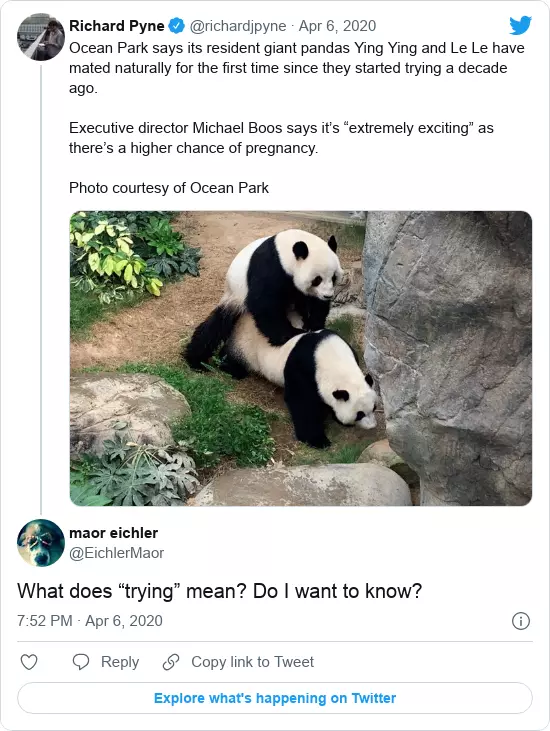 Richard Pyne @richardjpyne · Apr 6, 2020
Ocean Park says its resident giant pandas Ying Ying and Le Le have
mated naturally for the first time since they started trying a decade
ago.
Executive director Michael Boos says it’s “extremely exciting” as
there’s a higher chance of pregnancy.
Photo courtesy of Ocean Park
maor eichler
@EichlerMaor
What does “trying” mean? Do I want to know?
7:52 PM · Apr 6, 2020
Reply Copy link to Tweet
Explore what's happening on Twitter